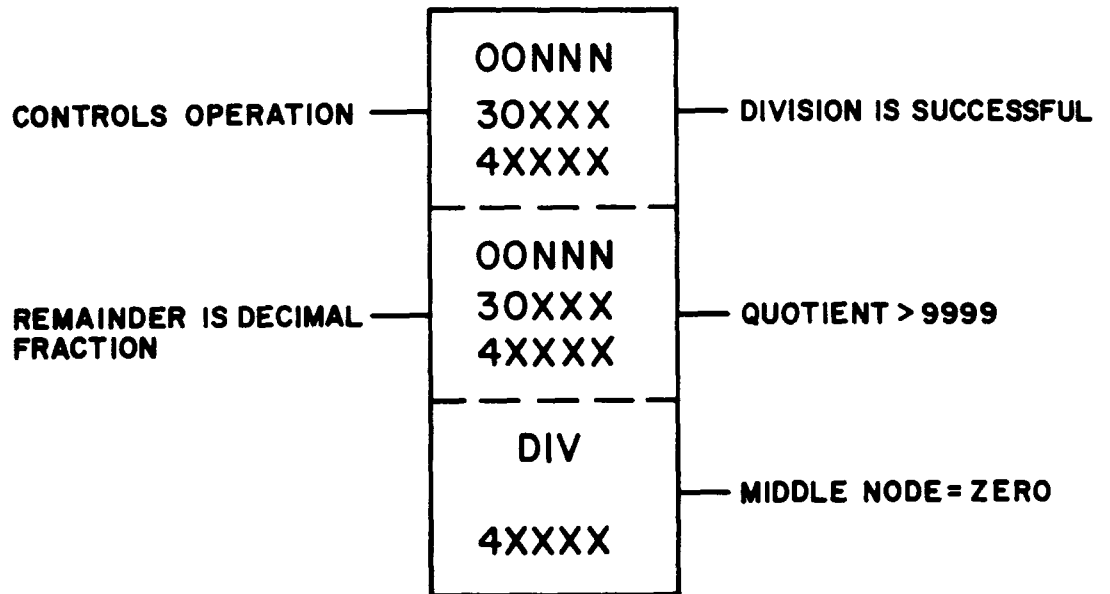 00NNN
CONTROLS OPERATION
30XXX
DIVISION IS SUCCESSFUL
4XXXX
00NNN
REMAINDER IS DECIMAL
FRACTION
30XXX
QUOTIENT > 9999
4XXXX
DIV
MIDDLE NODE = ZERO
4XXXX